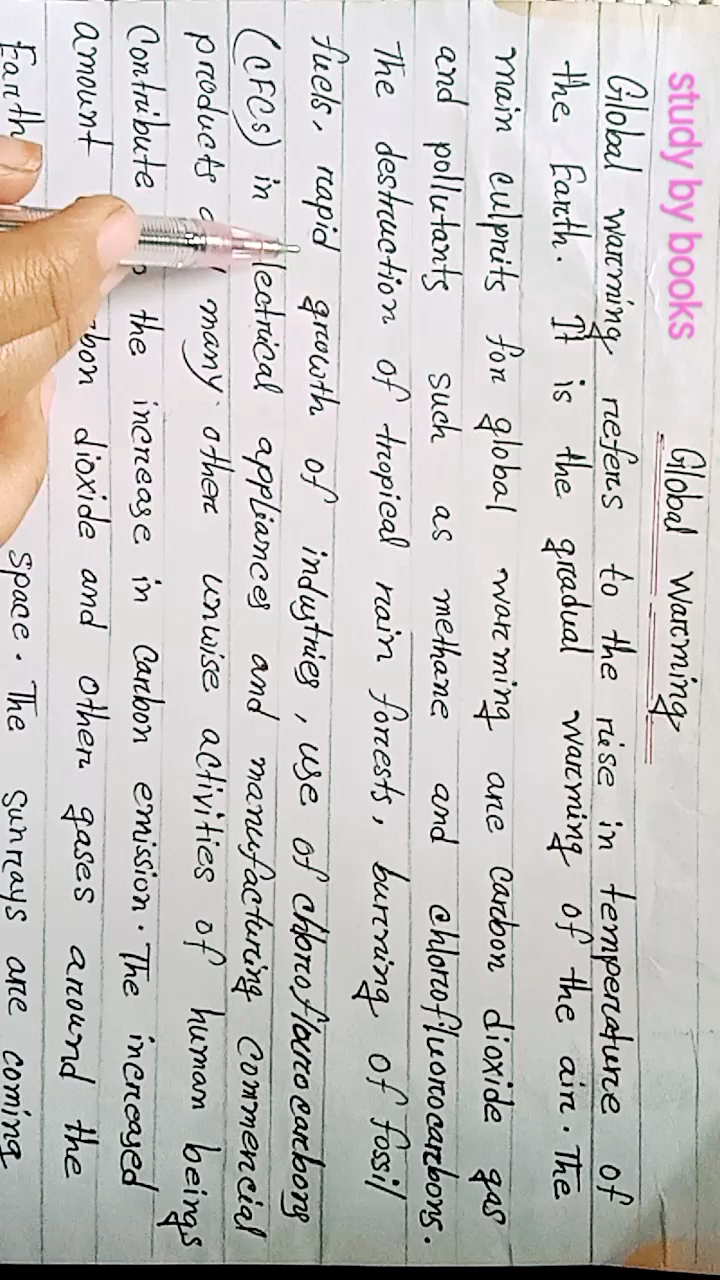 study by books
Global Warming
Global warming refers to the rise in temperature of
the Earth. It is the gradual warming of the air. The
main culprits for global warming are carbon dioxide gas
and pollutants such as methane and chlorofluorocarbons.
The destruction of tropical rain forests, burning of fossil
fuels, rapid growth of industries, use of chloroflourocarbons
(CFCs) in lectrical appliances and manufacturing commercial
products many other unwise activities of human beings
Contribute the increase in Carbon emission. The increased
amount bon dioxide and other gases around the
Earth space. The sunrays are coming